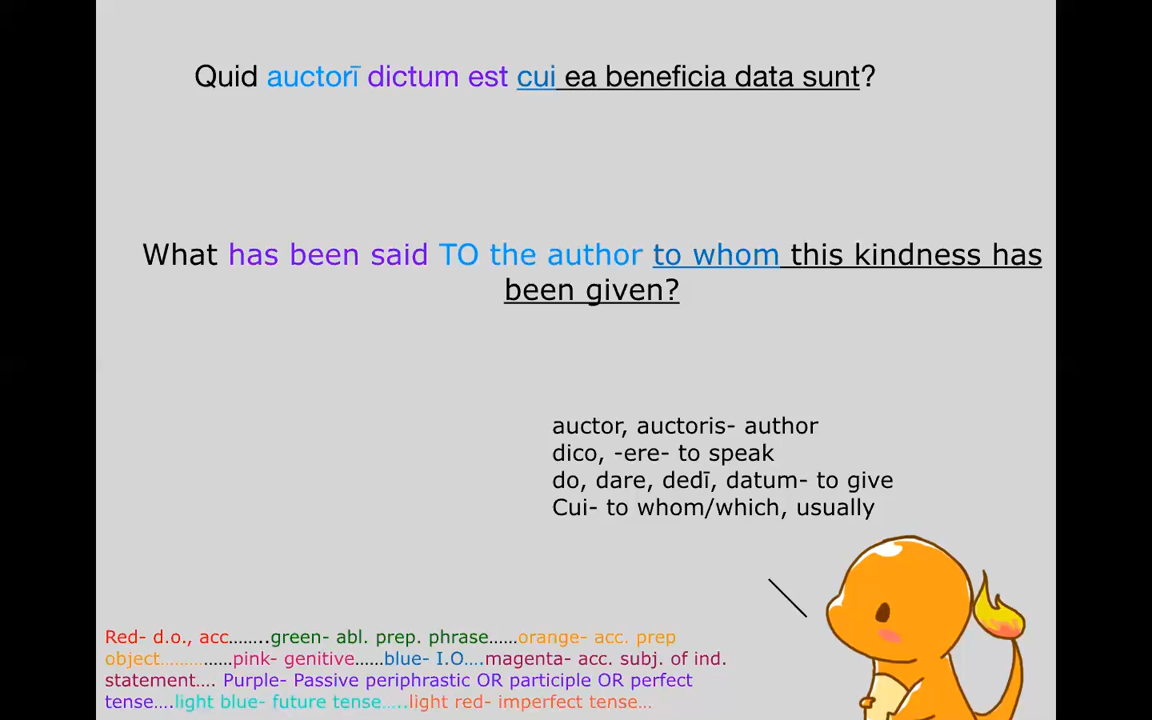 Quid auctorī dictum est cui ea beneficia data sunt?
What has been said TO the author to whom this kindness has
been given?
auctor, auctoris- author
dico, -ere- to speak
do, dare, dedī, datum- to give
Cui- to whom/which, usually
Red- d.o., acc……..green- abl. prep. phrase……orange- acc. prep
object……………pink- genitive……blue- I.O….magenta- acc. subj. of ind.
statement…. Purple- Passive periphrastic OR participle OR perfect
tense….light blue- future tense…..light red- imperfect tense…